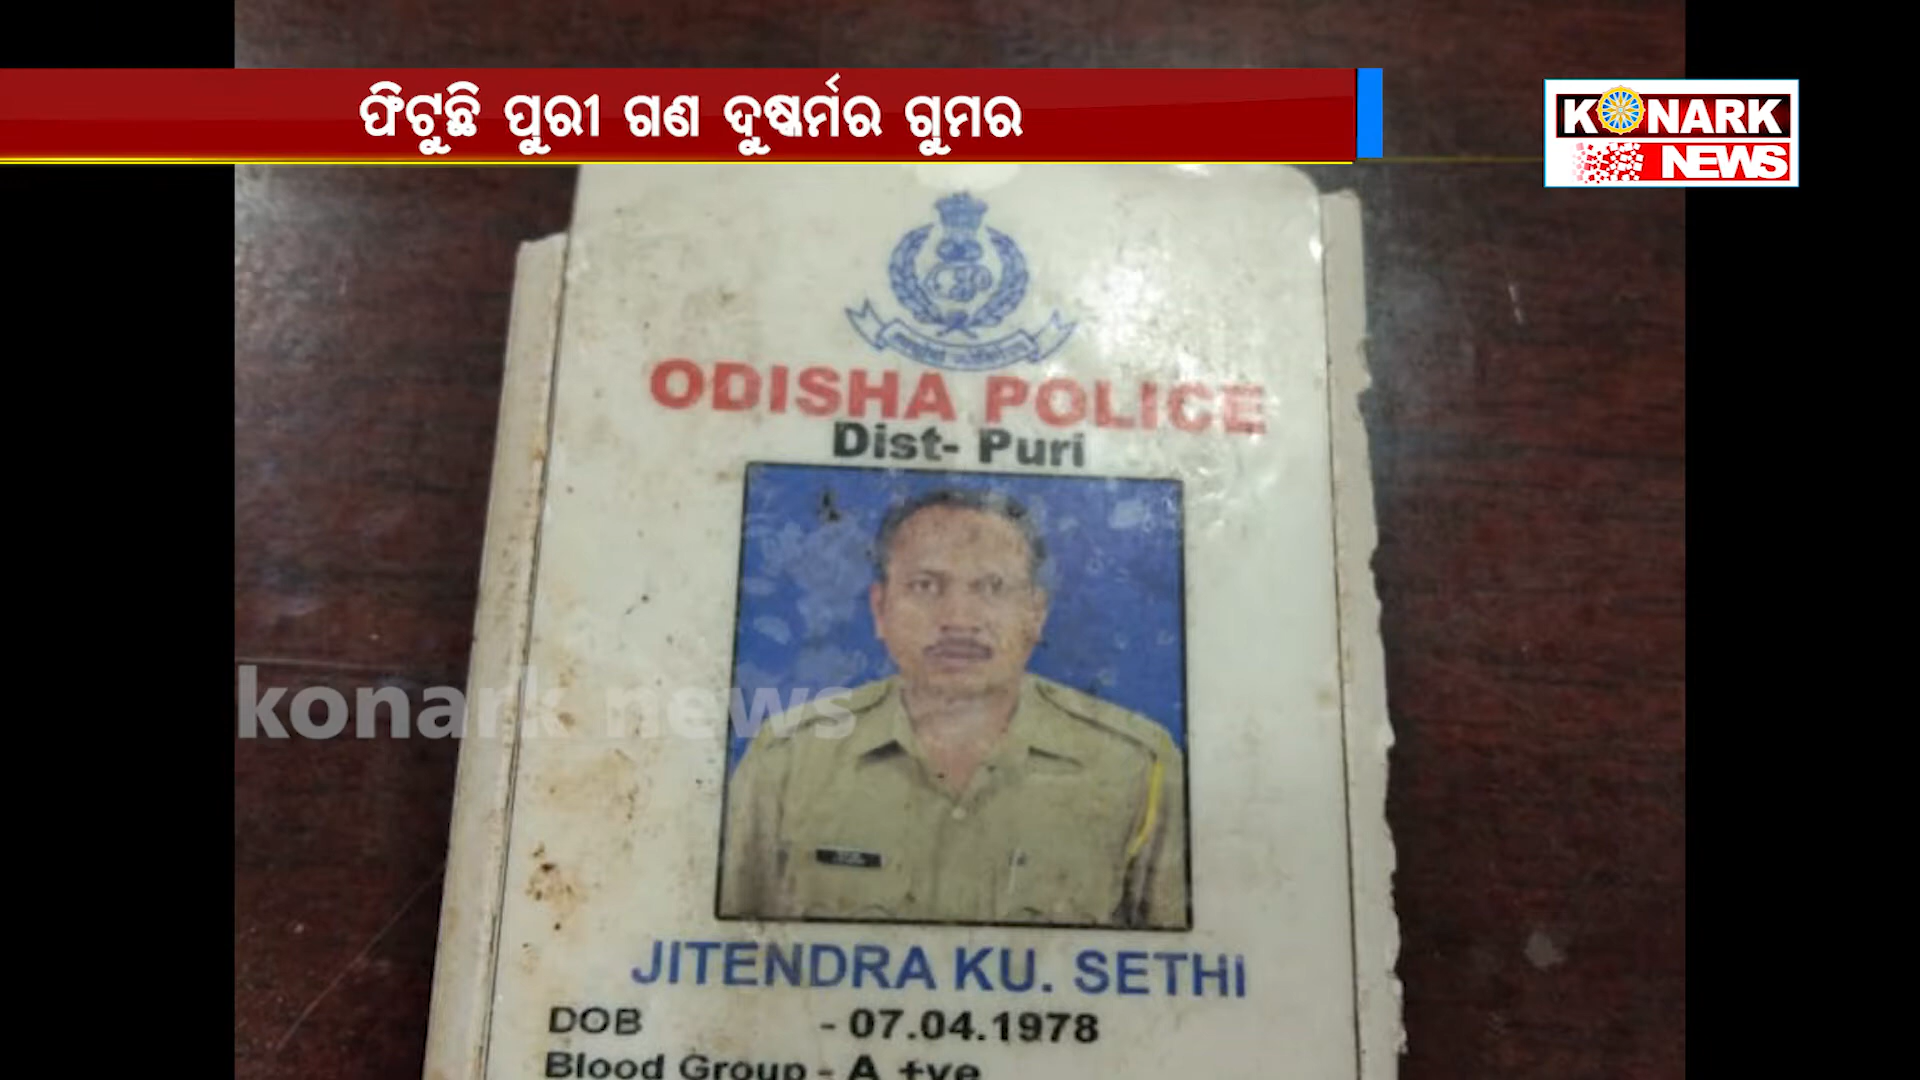 ଫିଟୁଛି ପୁରୀ ଗଣ ଦୁଷ୍କର୍ମର ଗୁମର
KONARK
NEWS
ODISHA POLICE
Dist- Puri
konark news
JITENDRA KU. SETHI
DOB - 07.04.1978
Blood Group - A +ve